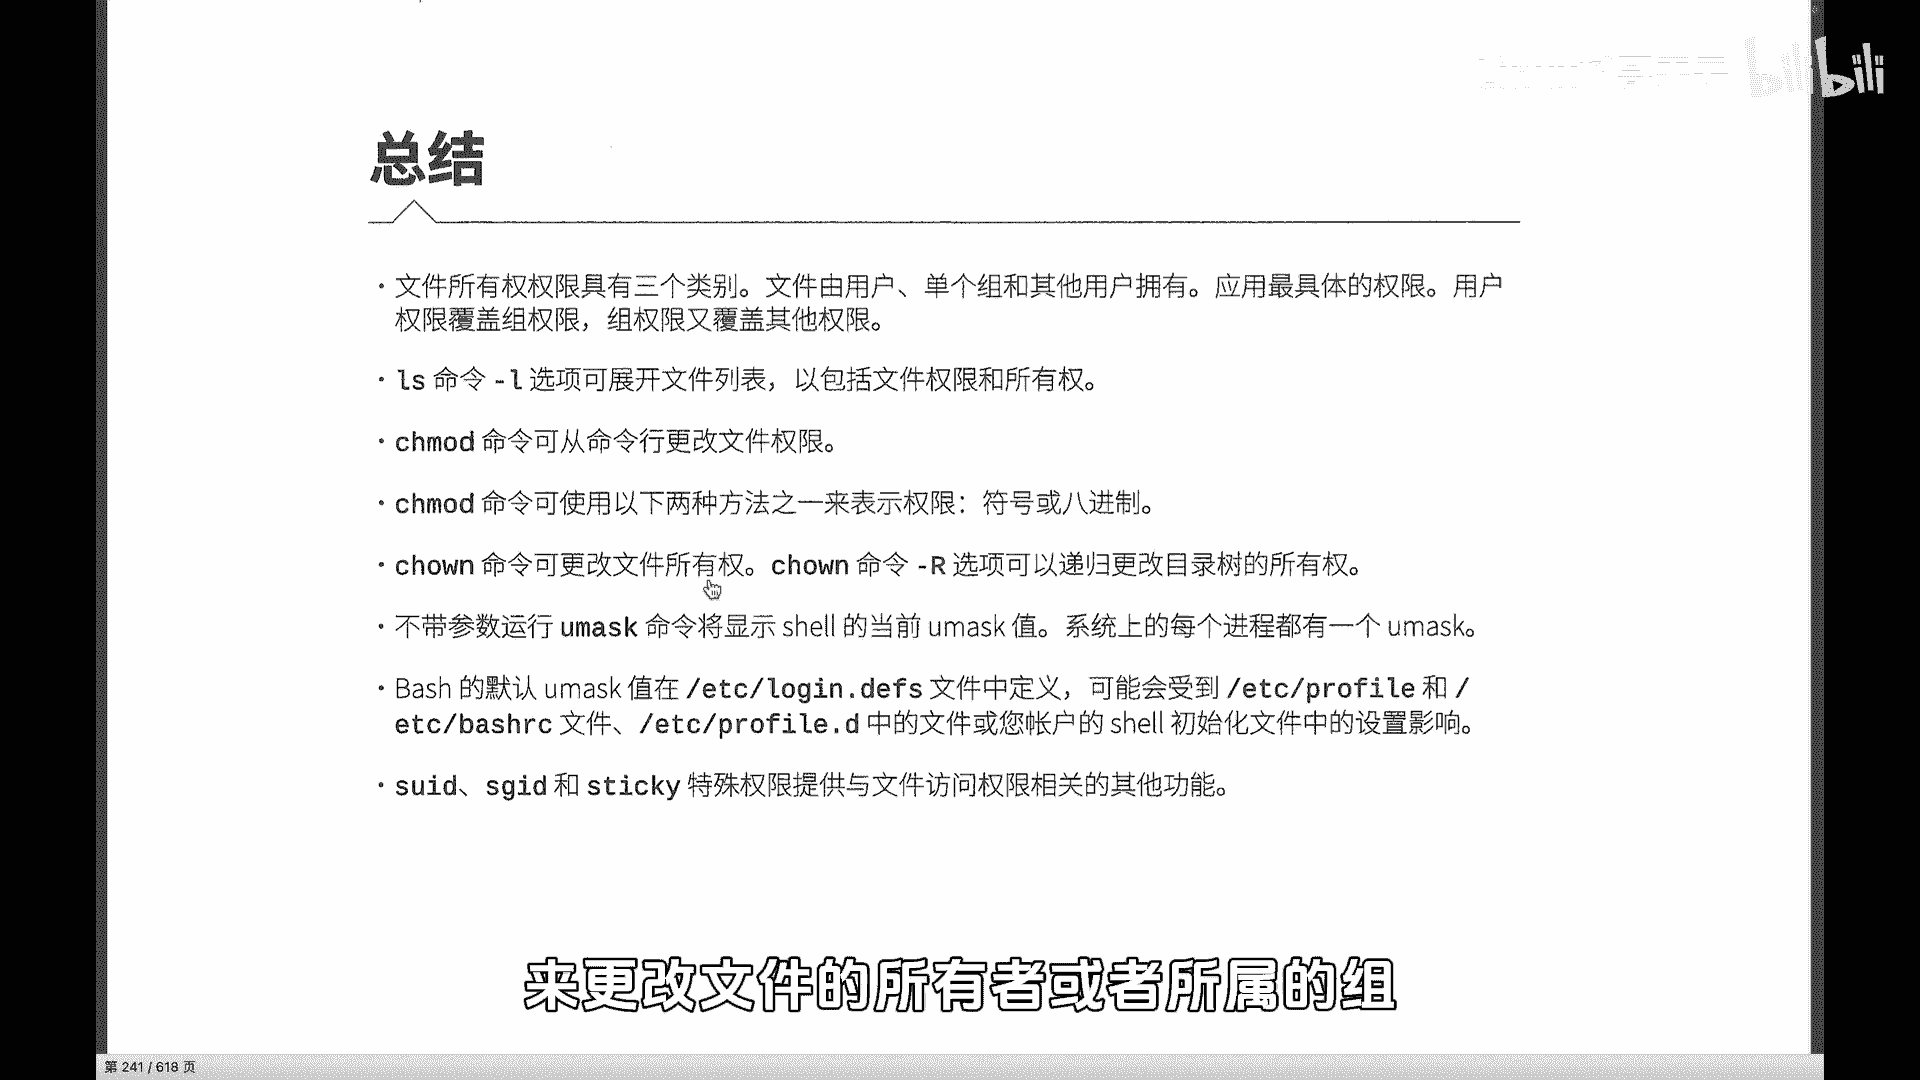 bilibili
总结
• 文件所有权权限具有三个类别。文件由用户、单个组和其他用户拥有。应用最具体的权限。用户
权限覆盖组权限，组权限又覆盖其他权限。
• ls 命令 -l 选项可展开文件列表，以包括文件权限和所有权。
• chmod 命令可从命令行更改文件权限。
• chmod 命令可使用以下两种方法之一来表示权限：符号或八进制。
• chown 命令可更改文件所有权。chown 命令 -R 选项可以递归更改目录树的所有权。
• 不带参数运行 umask 命令将显示 shell 的当前 umask 值。系统上的每个进程都有一个 umask。
• Bash 的默认 umask 值在 /etc/login.defs 文件中定义，可能会受到 /etc/profile 和 /
etc/bashrc 文件、/etc/profile.d 中的文件或您帐户的 shell 初始化文件中的设置影响。
• suid、sgid 和 sticky 特殊权限提供与文件访问权限相关的其他功能。
来更改文件的所有者或者所属的组
第 241 / 618 页